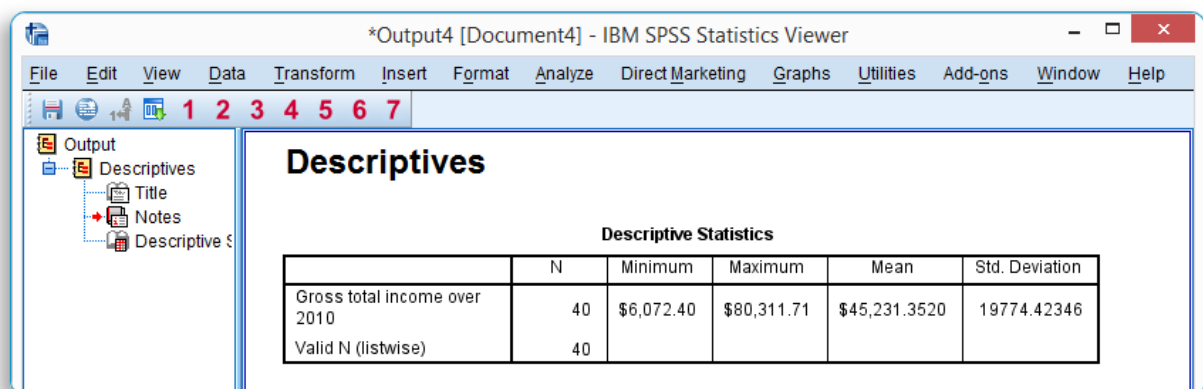 *Output4 [Document4] - IBM SPSS Statistics Viewer
File Edit View Data Transform Insert Format Analyze Direct Marketing Graphs Utilities Add-ons Window Help
1 2 3 4 5 6 7
Output
Descriptives
Title
Notes
Descriptive S
Descriptives
Descriptive Statistics
N Minimum Maximum Mean Std. Deviation
Gross total income over
2010
40 $6,072.40 $80,311.71 $45,231.3520 19774.42346
Valid N (listwise) 40